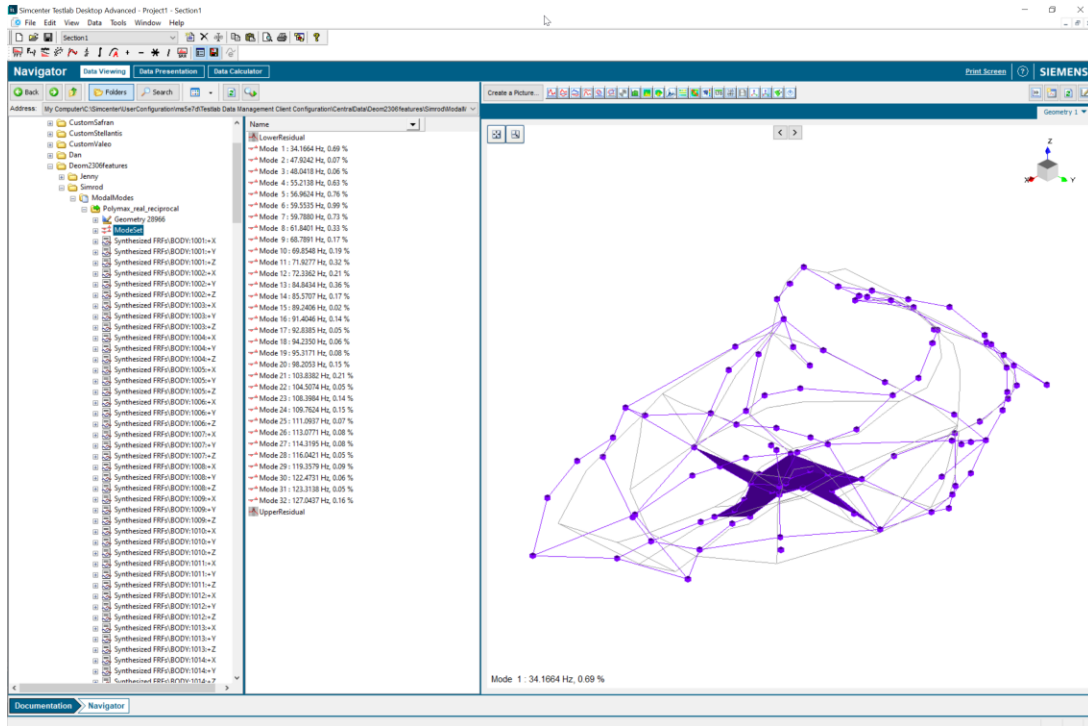 Simcenter Testlab Desktop Advanced - Project1 - Section1
File Edit View Data Tools Window Help
Section1
Navigator Data Viewing Data Presentation Data Calculator Print Screen SIEMENS
Back Folders Search
Create a Picture...
Address: My Computer\C:\Simcenter\UserConfiguration\ms5e7d\Testlab Data Management Client Configuration\CentralData\Deom2306features\Simrod\Modal\
Geometry 1
CustomSafran
CustomStellantis
CustomValeo
Dan
Deom2306features
Jenny
Simrod
ModalModes
Polymax_real_reciprocal
Geometry 28966
ModeSet
Synthesized FRFs\BODY:1001:+X
Synthesized FRFs\BODY:1001:+Y
Synthesized FRFs\BODY:1001:+Z
Synthesized FRFs\BODY:1002:+X
Synthesized FRFs\BODY:1002:+Y
Synthesized FRFs\BODY:1002:+Z
Synthesized FRFs\BODY:1003:+X
Synthesized FRFs\BODY:1003:+Y
Synthesized FRFs\BODY:1003:+Z
Synthesized FRFs\BODY:1004:+X
Synthesized FRFs\BODY:1004:+Y
Synthesized FRFs\BODY:1004:+Z
Synthesized FRFs\BODY:1005:+X
Synthesized FRFs\BODY:1005:+Y
Synthesized FRFs\BODY:1005:+Z
Synthesized FRFs\BODY:1006:+X
Synthesized FRFs\BODY:1006:+Y
Synthesized FRFs\BODY:1006:+Z
Synthesized FRFs\BODY:1007:+X
Synthesized FRFs\BODY:1007:+Y
Synthesized FRFs\BODY:1007:+Z
Synthesized FRFs\BODY:1008:+X
Synthesized FRFs\BODY:1008:+Y
Synthesized FRFs\BODY:1008:+Z
Synthesized FRFs\BODY:1009:+X
Synthesized FRFs\BODY:1009:+Y
Synthesized FRFs\BODY:1009:+Z
Synthesized FRFs\BODY:1010:+X
Synthesized FRFs\BODY:1010:+Y
Synthesized FRFs\BODY:1010:+Z
Synthesized FRFs\BODY:1011:+X
Synthesized FRFs\BODY:1011:+Y
Synthesized FRFs\BODY:1011:+Z
Synthesized FRFs\BODY:1012:+X
Synthesized FRFs\BODY:1012:+Y
Synthesized FRFs\BODY:1012:+Z
Synthesized FRFs\BODY:1013:+X
Synthesized FRFs\BODY:1013:+Y
Synthesized FRFs\BODY:1013:+Z
Synthesized FRFs\BODY:1014:+X
Synthesized FRFs\BODY:1014:+Y
Synthesized FRFs\BODY:1014:+Z
Name
LowerResidual
Mode 1 : 34.1664 Hz, 0.69 %
Mode 2 : 47.9242 Hz, 0.07 %
Mode 3 : 48.0418 Hz, 0.06 %
Mode 4 : 55.2138 Hz, 0.63 %
Mode 5 : 56.9624 Hz, 0.76 %
Mode 6 : 59.5535 Hz, 0.99 %
Mode 7 : 59.7880 Hz, 0.73 %
Mode 8 : 61.8401 Hz, 0.33 %
Mode 9 : 68.7891 Hz, 0.17 %
Mode 10 : 69.8548 Hz, 0.19 %
Mode 11 : 71.9277 Hz, 0.32 %
Mode 12 : 72.3362 Hz, 0.21 %
Mode 13 : 84.8434 Hz, 0.36 %
Mode 14 : 85.5707 Hz, 0.17 %
Mode 15 : 89.2406 Hz, 0.02 %
Mode 16 : 91.4046 Hz, 0.14 %
Mode 17 : 92.8385 Hz, 0.05 %
Mode 18 : 94.2350 Hz, 0.06 %
Mode 19 : 95.3171 Hz, 0.08 %
Mode 20 : 98.2053 Hz, 0.15 %
Mode 21 : 103.8382 Hz, 0.21 %
Mode 22 : 104.5074 Hz, 0.05 %
Mode 23 : 108.3984 Hz, 0.14 %
Mode 24 : 109.7624 Hz, 0.15 %
Mode 25 : 111.0937 Hz, 0.07 %
Mode 26 : 113.0771 Hz, 0.08 %
Mode 27 : 114.3195 Hz, 0.08 %
Mode 28 : 116.0421 Hz, 0.05 %
Mode 29 : 119.3579 Hz, 0.09 %
Mode 30 : 122.4731 Hz, 0.06 %
Mode 31 : 123.3138 Hz, 0.05 %
Mode 32 : 127.0437 Hz, 0.16 %
UpperResidual
Z
X Y
Mode 1 : 34.1664 Hz, 0.69 %
Documentation Navigator